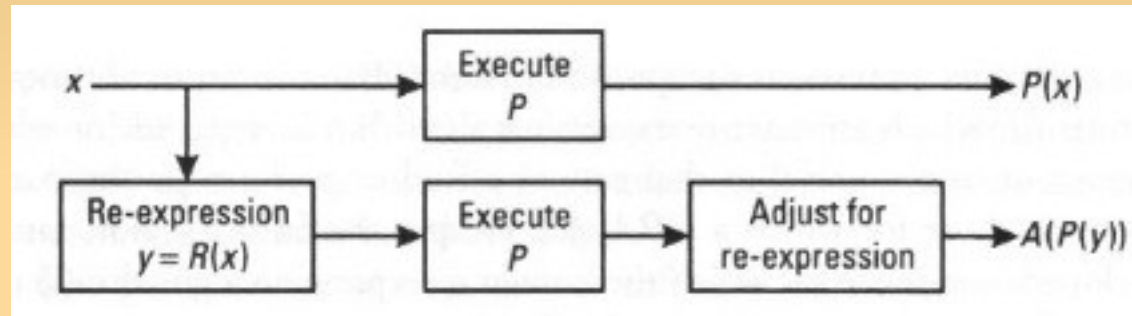 x
Execute
P
P(x)
Re-expression
y = R(x)
Execute
P
Adjust for
re-expression
A(P(y))